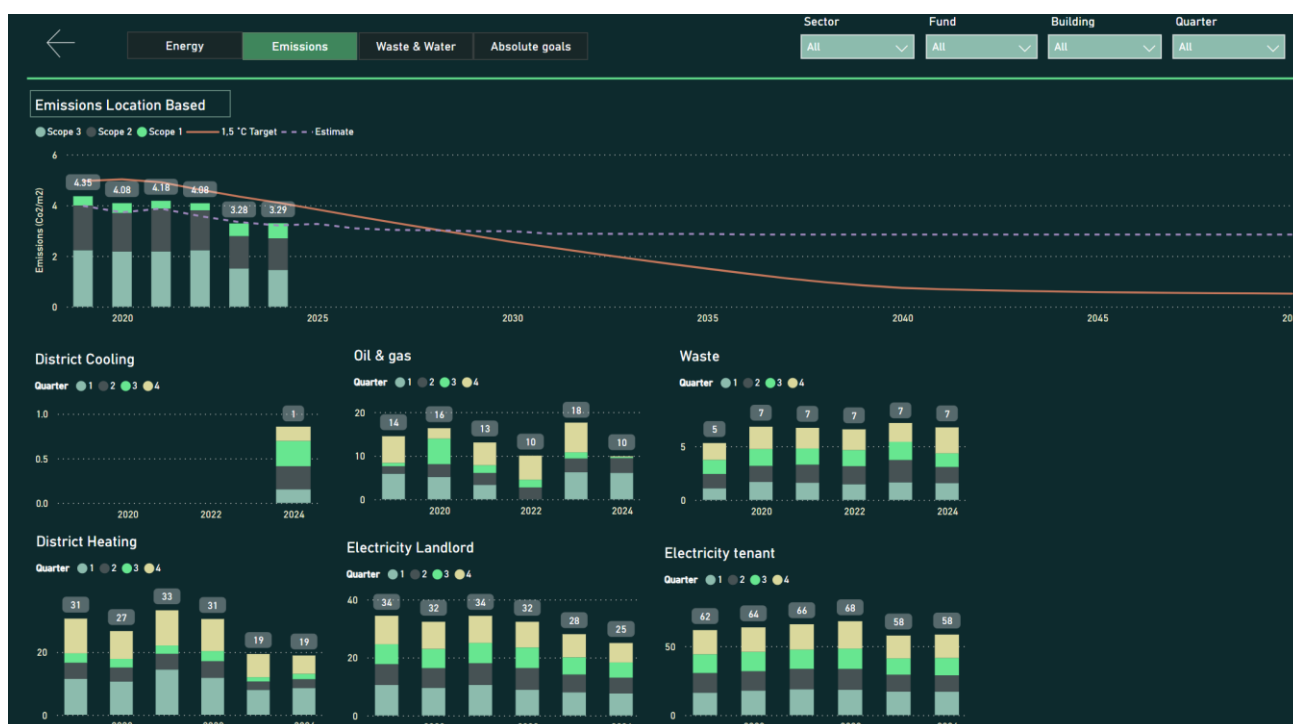 Sector Fund Building Quarter
Energy Emissions Waste & Water Absolute goals All All All All
Emissions Location Based
Scope 3 Scope 2 Scope 1 1,5 °C Target Estimate
6
4.35 4.08 4.18 4.08 3.28 3.29
4
2
0
Emissions (Co2/m2)
2020 2025 2030 2035 2040 2045 20
District Cooling Oil & gas Waste
Quarter 1 2 3 4 Quarter 1 2 3 4 Quarter 1 2 3 4
1.0 1
0.5
0.0
2020 2022 2024
20 14 16 13 10 18 10
10
0
2020 2022 2024
5 7 7 7 7 7
5
0
2020 2022 2024
District Heating Electricity Landlord Electricity tenant
Quarter 1 2 3 4 Quarter 1 2 3 4 Quarter 1 2 3 4
31 27 33 31 19 19
20
0
40 34 32 34 32 28 25
20
0
62 64 66 68 58 58
50
0